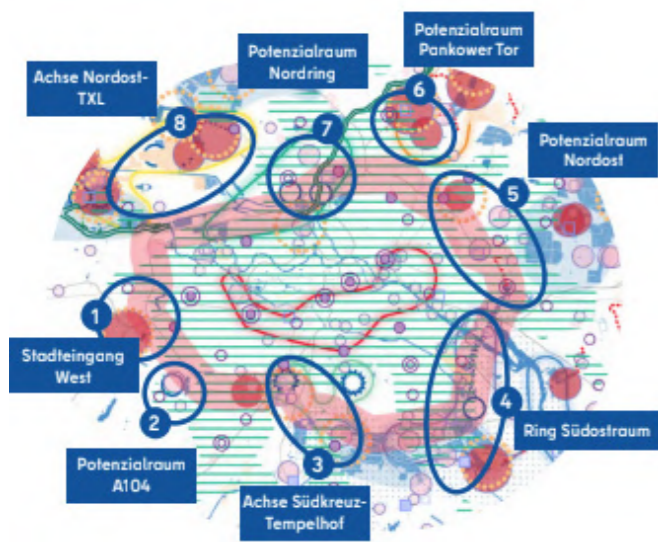 Potenzialraum
Pankower Tor
Potenzialraum
Nordring
Achse Nordost-
TXL
6
7
8
Potenzialraum
Nordost
5
1
Stadteingang
West
2
4
Ring Südostraum
3
Potenzialraum
A104
Achse Südkreuz-
Tempelhof